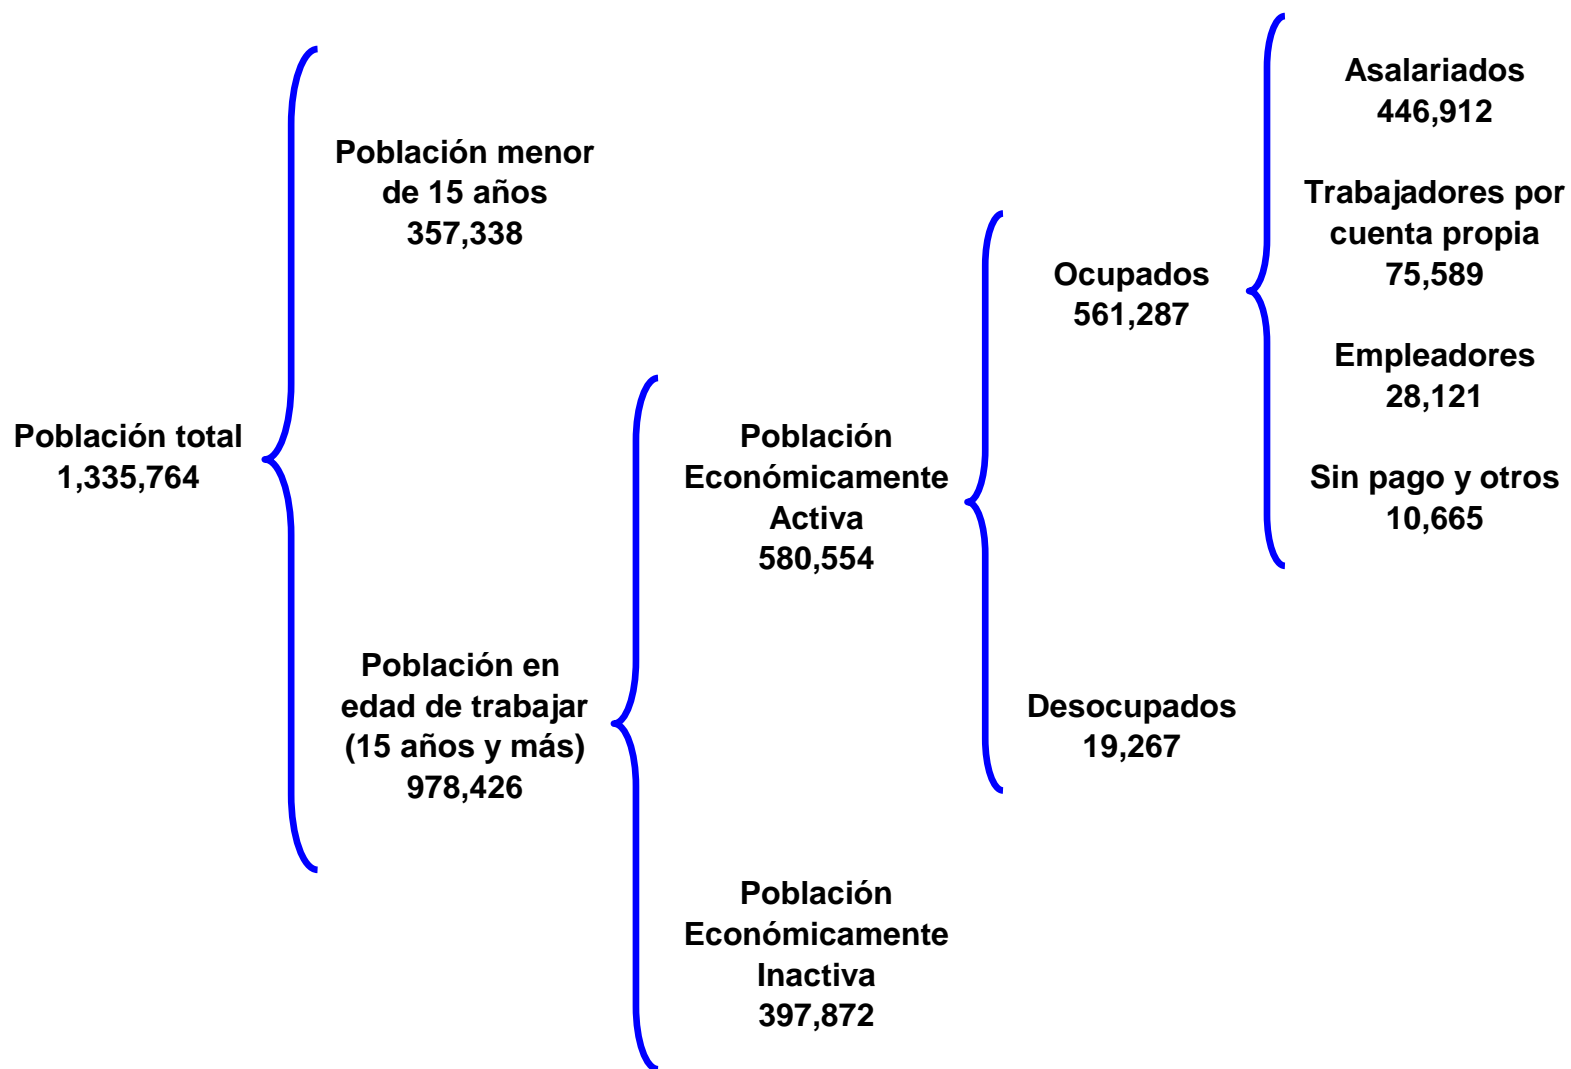 Población total
1,335,764
Población menor
de 15 años
357,338
Población en
edad de trabajar
(15 años y más)
978,426
Población
Económicamente
Activa
580,554
Población
Económicamente
Inactiva
397,872
Ocupados
561,287
Desocupados
19,267
Asalariados
446,912
Trabajadores por
cuenta propia
75,589
Empleadores
28,121
Sin pago y otros
10,665